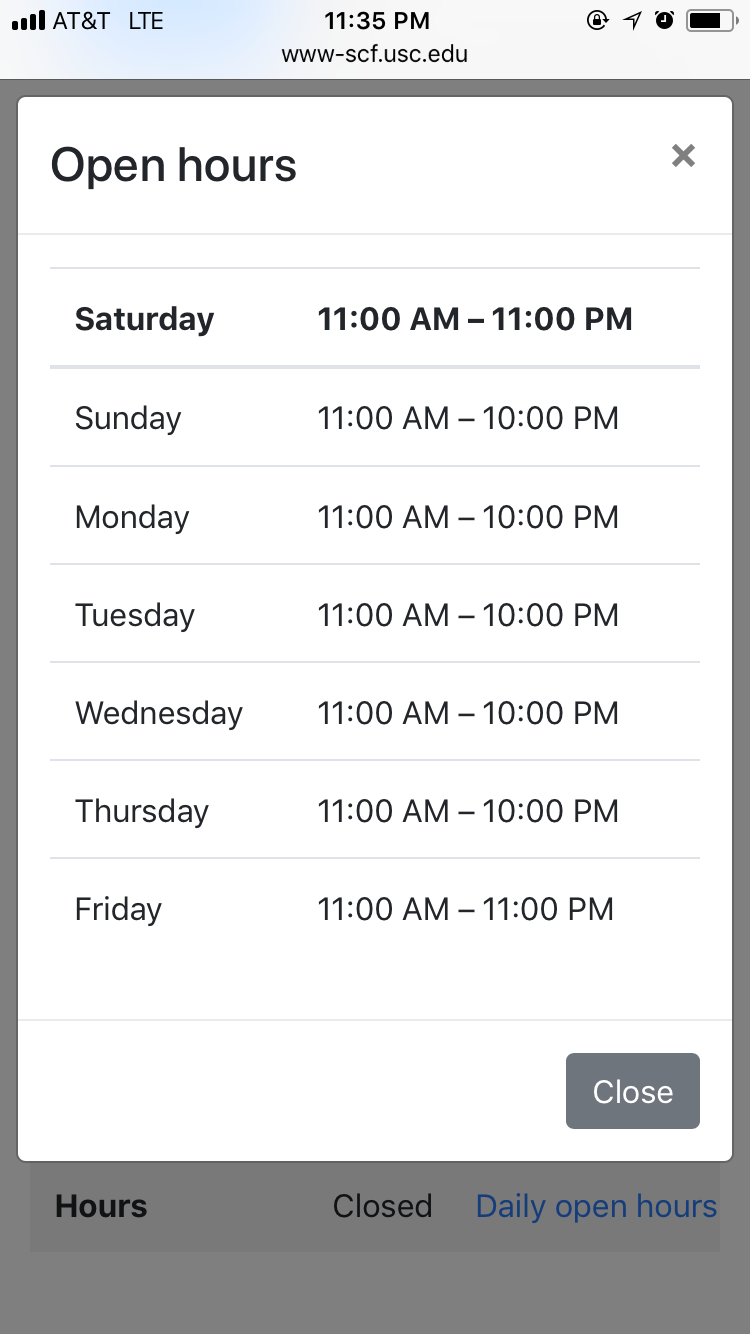 AT&T LTE 11:35 PM
www-scf.usc.edu
Open hours ×
Saturday 11:00 AM – 11:00 PM
Sunday 11:00 AM – 10:00 PM
Monday 11:00 AM – 10:00 PM
Tuesday 11:00 AM – 10:00 PM
Wednesday 11:00 AM – 10:00 PM
Thursday 11:00 AM – 10:00 PM
Friday 11:00 AM – 11:00 PM
Close
Hours Closed Daily open hours